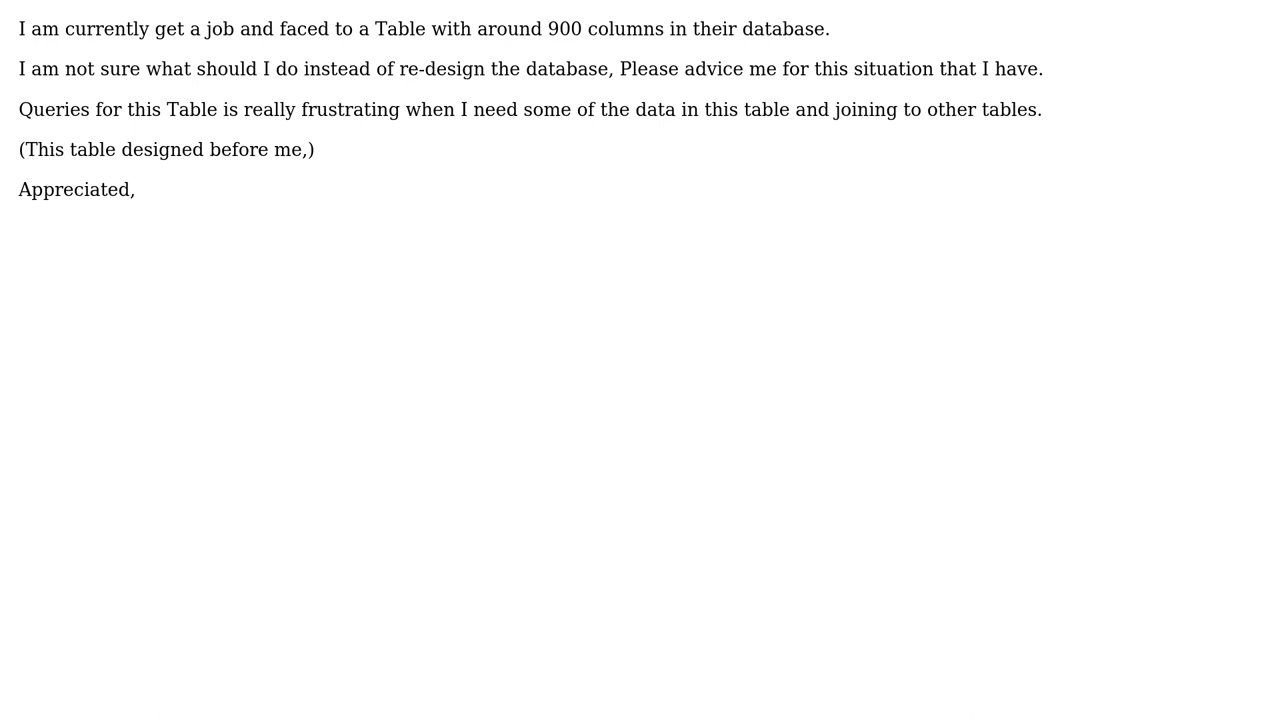 I am currently get a job and faced to a Table with around 900 columns in their database.
I am not sure what should I do instead of re-design the database, Please advice me for this situation that I have.
Queries for this Table is really frustrating when I need some of the data in this table and joining to other tables.
(This table designed before me,)
Appreciated,